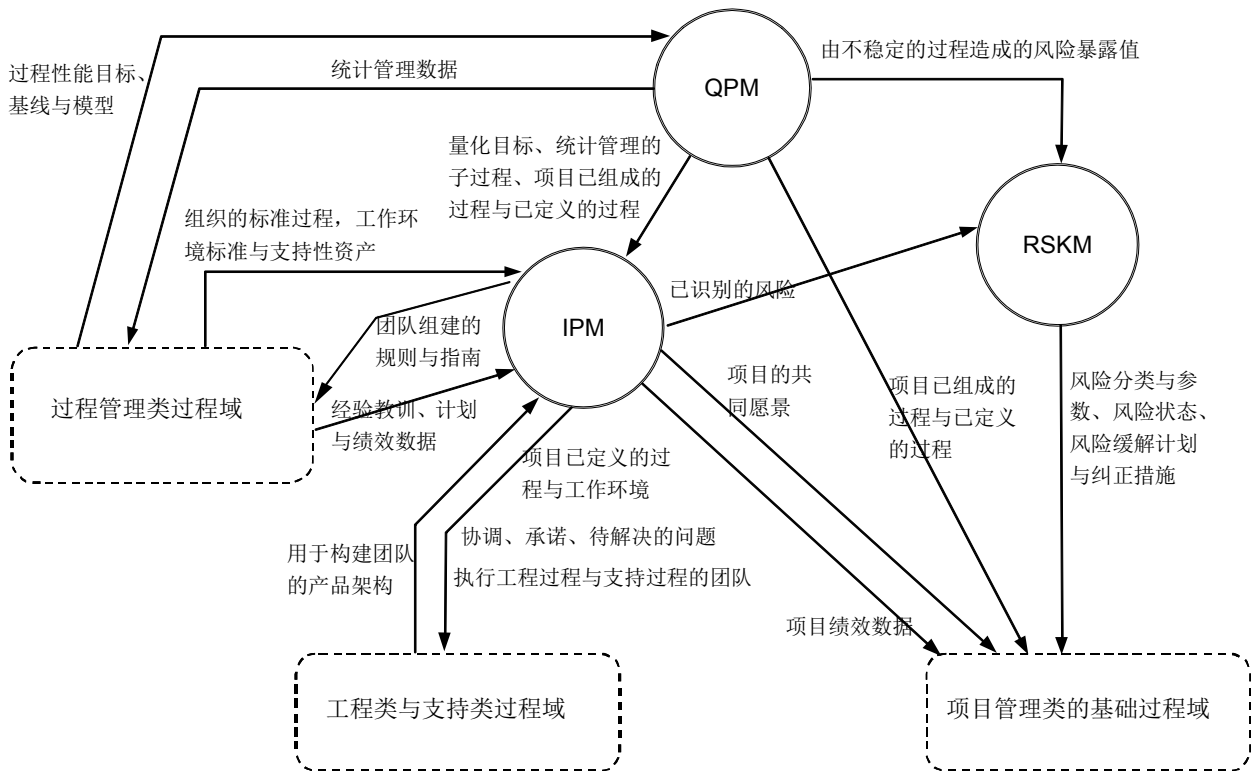 过程性能目标、
基线与模型
统计管理数据
QPM
由不稳定的过程造成的风险暴露值
量化目标、统计管理的
子过程、项目已组成的
过程与已定义的过程
组织的标准过程，工作环
境标准与支持性资产
RSKM
IPM
已识别的风险
团队组建的
规则与指南
过程管理类过程域
经验教训、计划
与绩效数据
项目的共
同愿景
项目已组成的
过程与已定义
的过程
风险分类与参
数、风险状态、
风险缓解计划
与纠正措施
项目已定义的过
程与工作环境
用于构建团队
的产品架构
协调、承诺、待解决的问题
执行工程过程与支持过程的团队
项目绩效数据
工程类与支持类过程域
项目管理类的基础过程域